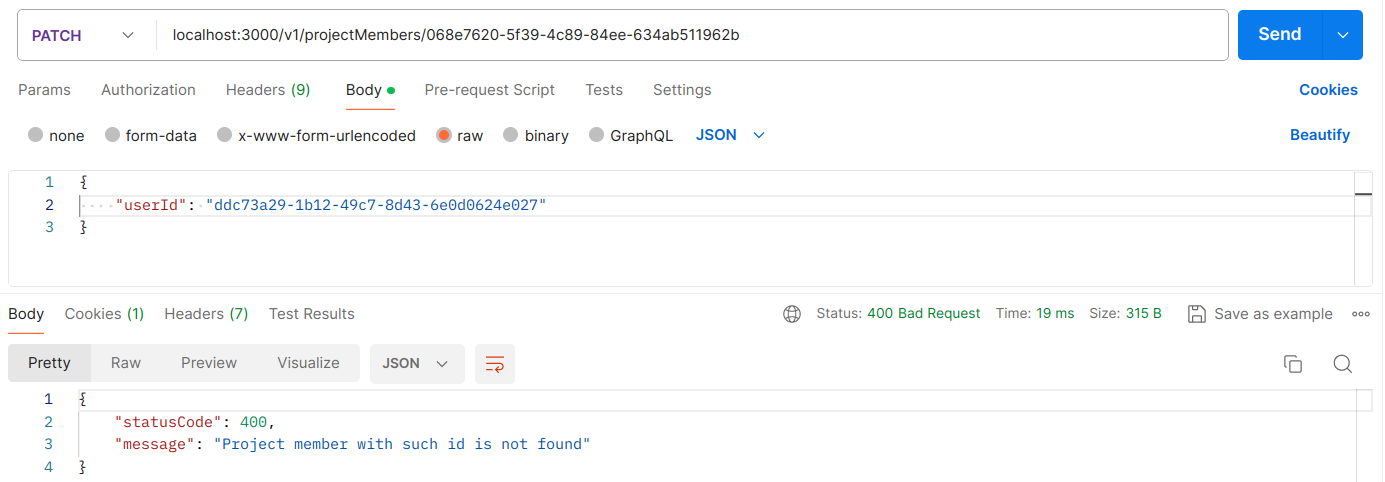 PATCH localhost:3000/v1/projectMembers/068e7620-5f39-4c89-84ee-634ab511962b Send
Params Authorization Headers (9) Body Pre-request Script Tests Settings Cookies
none form-data x-www-form-urlencoded raw binary GraphQL JSON Beautify
1 {
2 "userId": "ddc73a29-1b12-49c7-8d43-6e0d0624e027"
3 }
Body Cookies (1) Headers (7) Test Results Status: 400 Bad Request Time: 19 ms Size: 315 B Save as example
Pretty Raw Preview Visualize JSON
1 {
2 "statusCode": 400,
3 "message": "Project member with such id is not found"
4 }